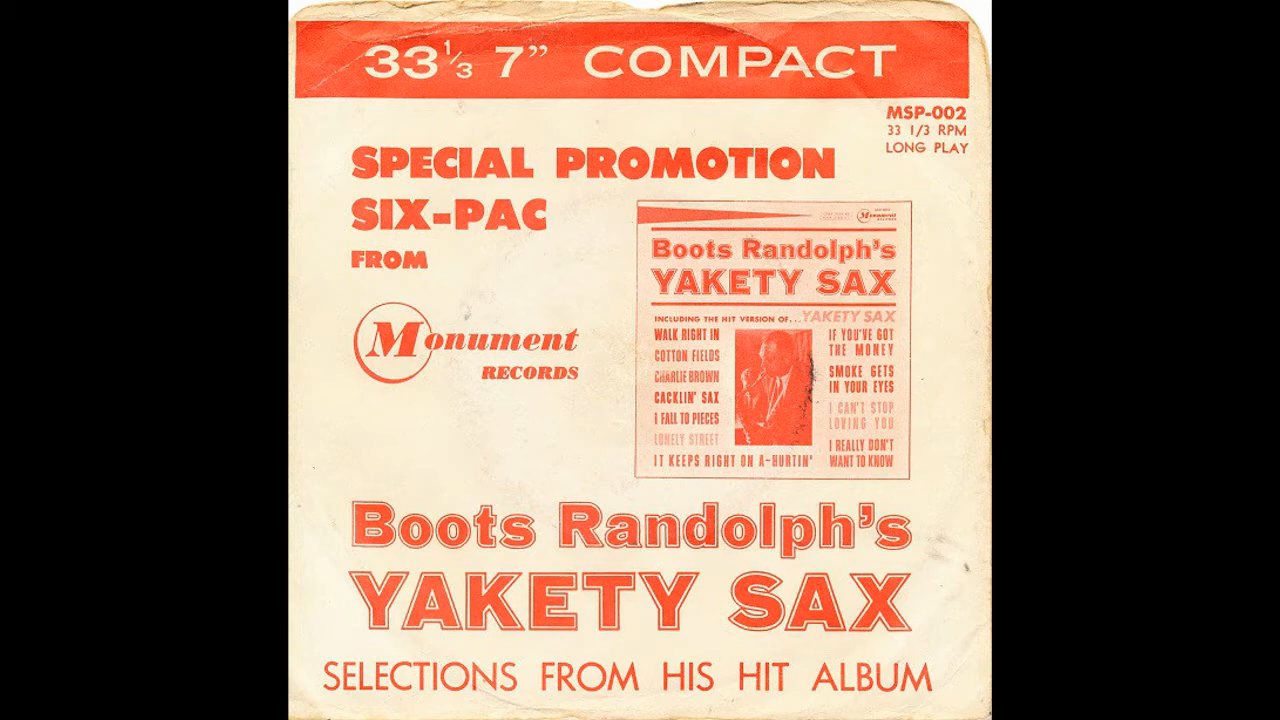 33 1/3 7” COMPACT
MSP-002
33 1/3 RPM
LONG PLAY
SPECIAL PROMOTION
SIX-PAC
FROM
Monument
RECORDS
Monument
Boots Randolph's
YAKETY SAX
INCLUDING THE HIT VERSION OF... YAKETY SAX
WALK RIGHT IN
COTTON FIELDS
CHARLIE BROWN
CACKLIN' SAX
I FALL TO PIECES
LONELY STREET
IT KEEPS RIGHT ON A-HURTIN'
IF YOU'VE GOT
THE MONEY
SMOKE GETS
IN YOUR EYES
I CAN'T STOP
LOVING YOU
I REALLY DON'T
WANT TO KNOW
Boots Randolph's
YAKETY SAX
SELECTIONS FROM HIS HIT ALBUM